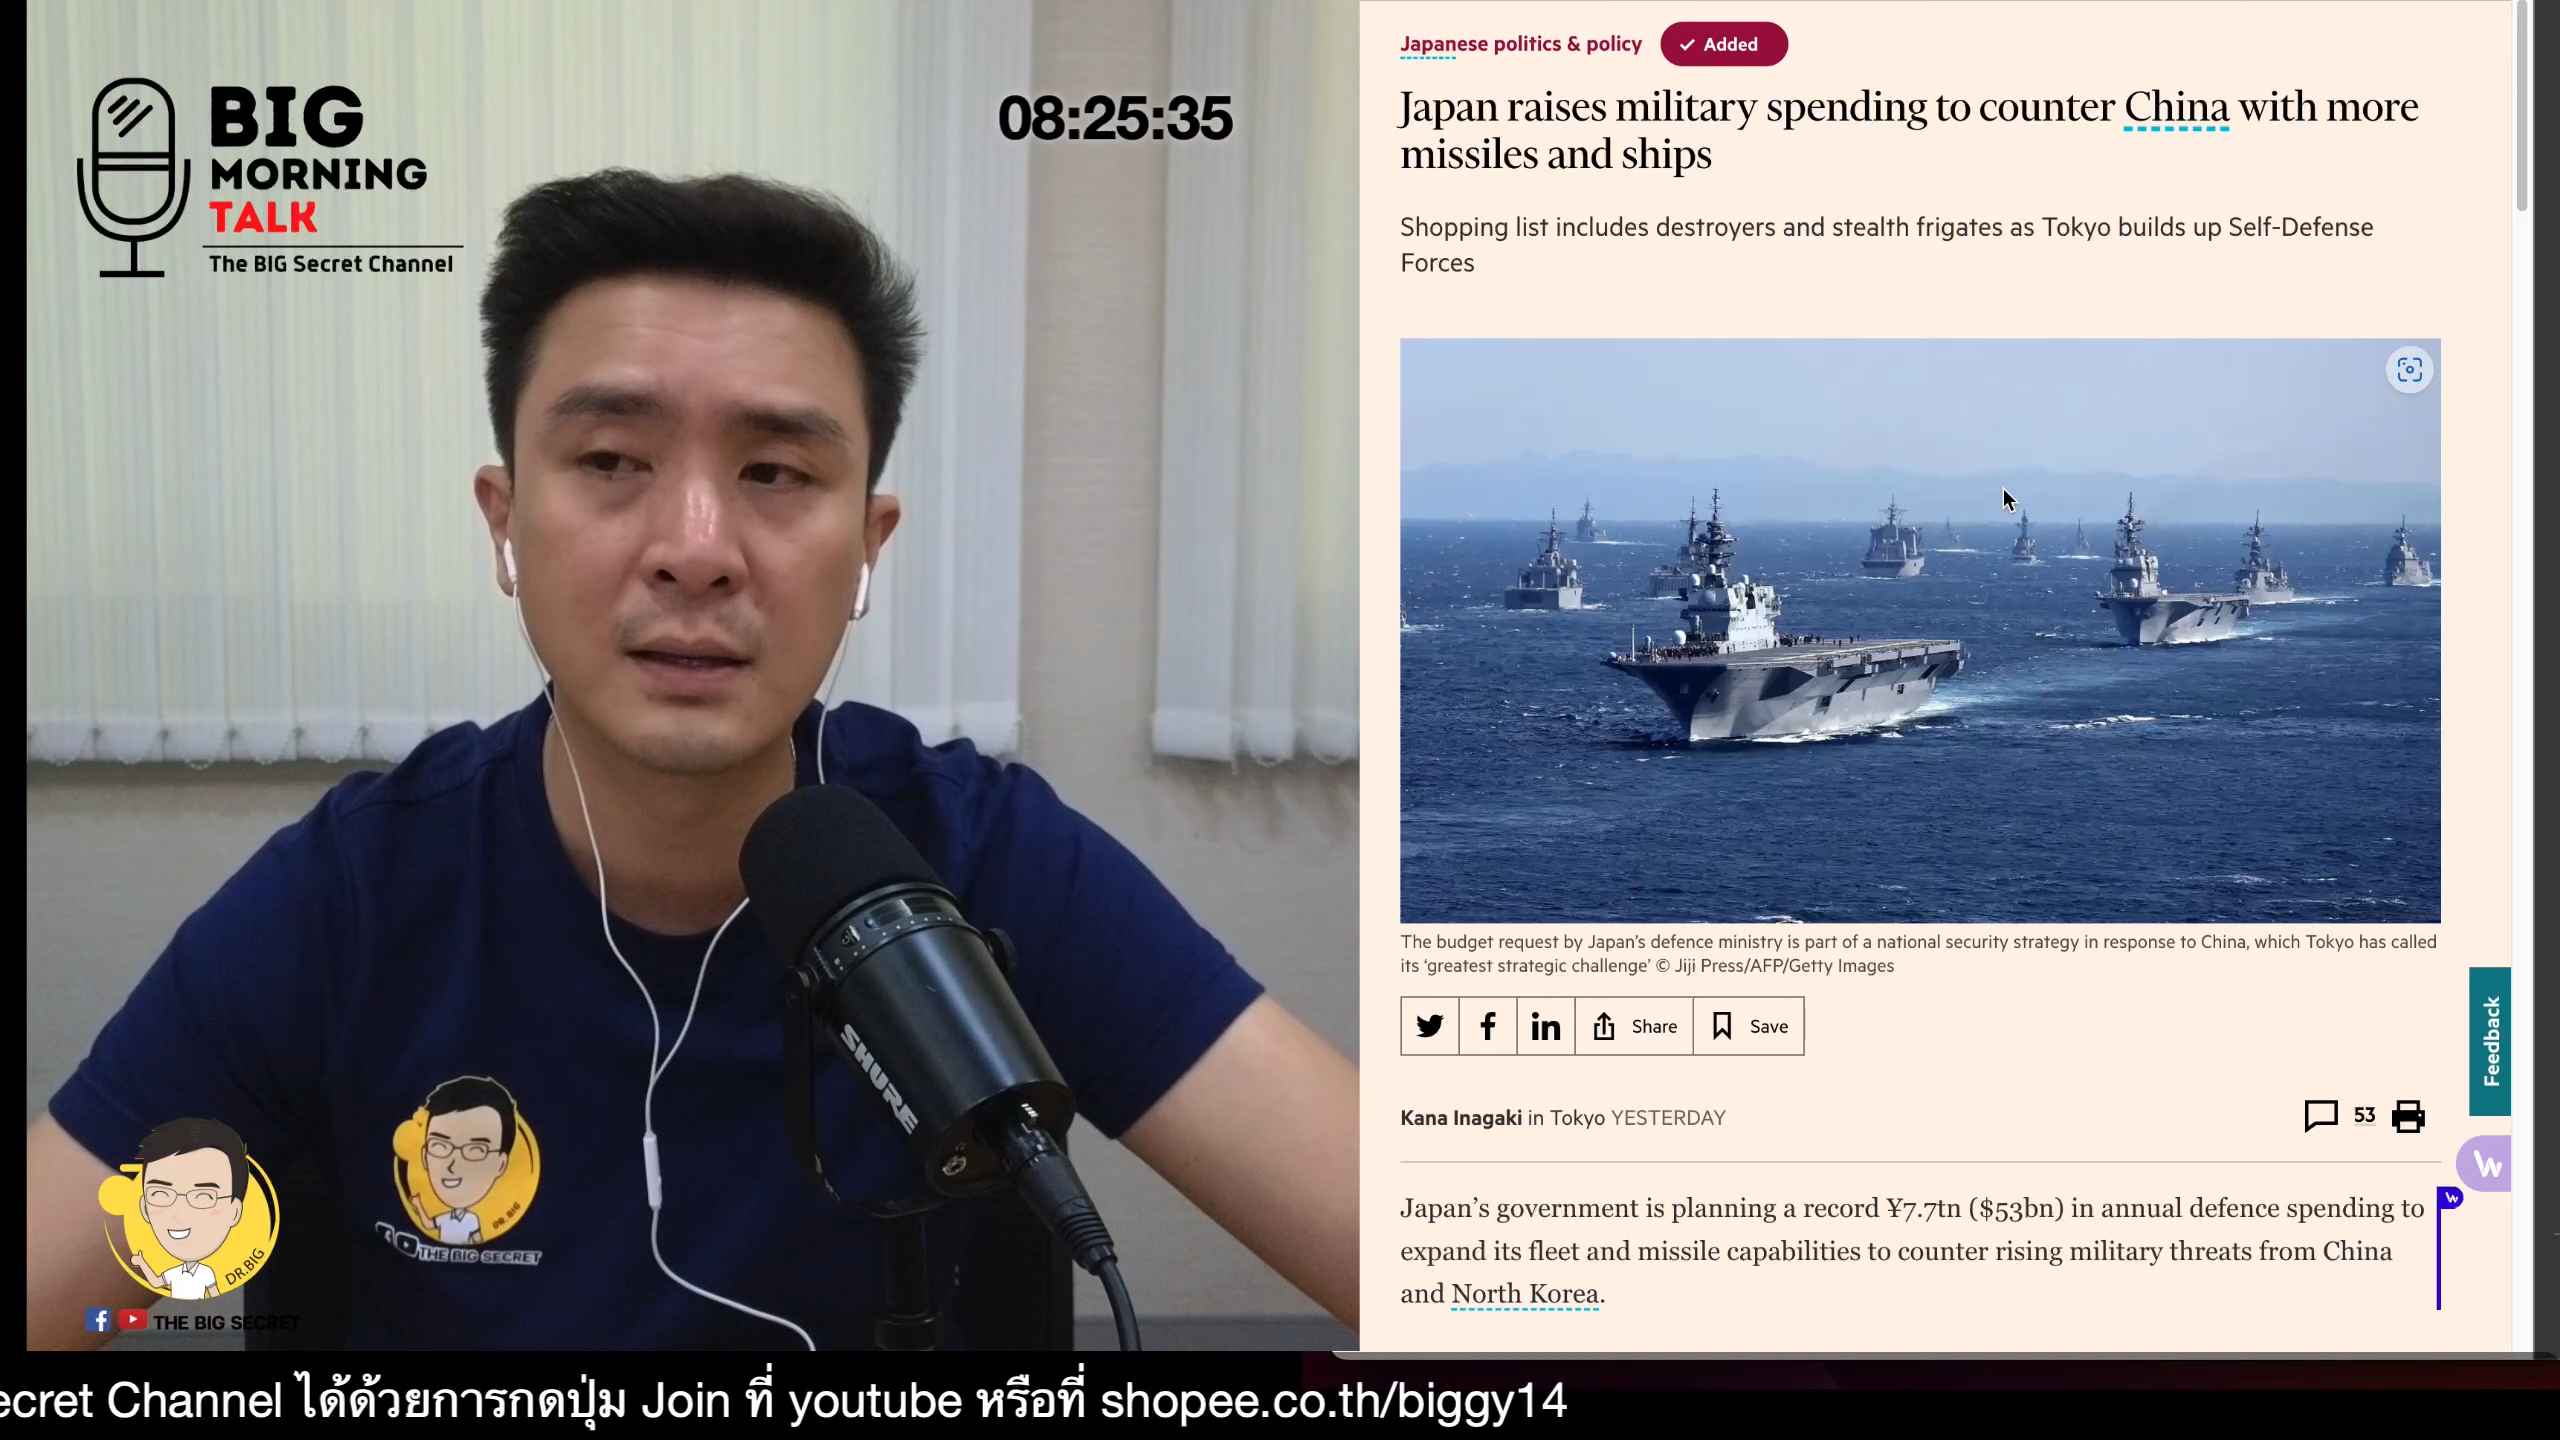 BIG
MORNING
TALK
The BIG Secret Channel
08:25:35
SHURE
DR.BIG
THE BIG SECRET
DR.BIG
THE BIG SECRET
Japanese politics & policy
Added
Japan raises military spending to counter China with more
missiles and ships
Shopping list includes destroyers and stealth frigates as Tokyo builds up Self-Defense
Forces
The budget request by Japan's defence ministry is part of a national security strategy in response to China, which Tokyo has called
its 'greatest strategic challenge' © Jiji Press/AFP/Getty Images
Share
Save
Feedback
Kana Inagaki in Tokyo YESTERDAY
53
Japan's government is planning a record ¥7.7tn ($53bn) in annual defence spending to
expand its fleet and missile capabilities to counter rising military threats from China
and North Korea.
ecret Channel ได้ด้วยการกดปุ่ม Join ที่ youtube หรือที่ shopee.co.th/biggy14